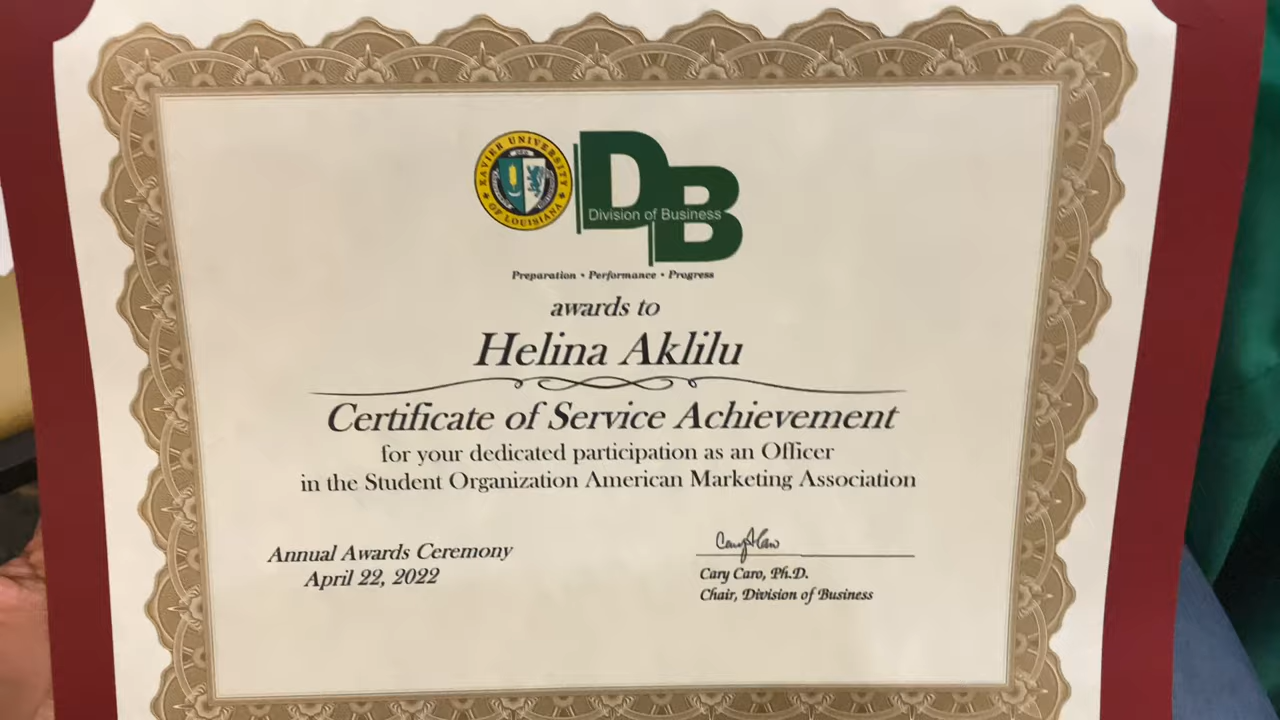 XAVIER UNIVERSITY
OF LOUISIANA
DB
Division of Business
Preparation • Performance • Progress
awards to
Helina Aklilu
Certificate of Service Achievement
for your dedicated participation as an Officer
in the Student Organization American Marketing Association
Annual Awards Ceremony
April 22, 2022
Cary Caro, Ph.D.
Chair, Division of Business